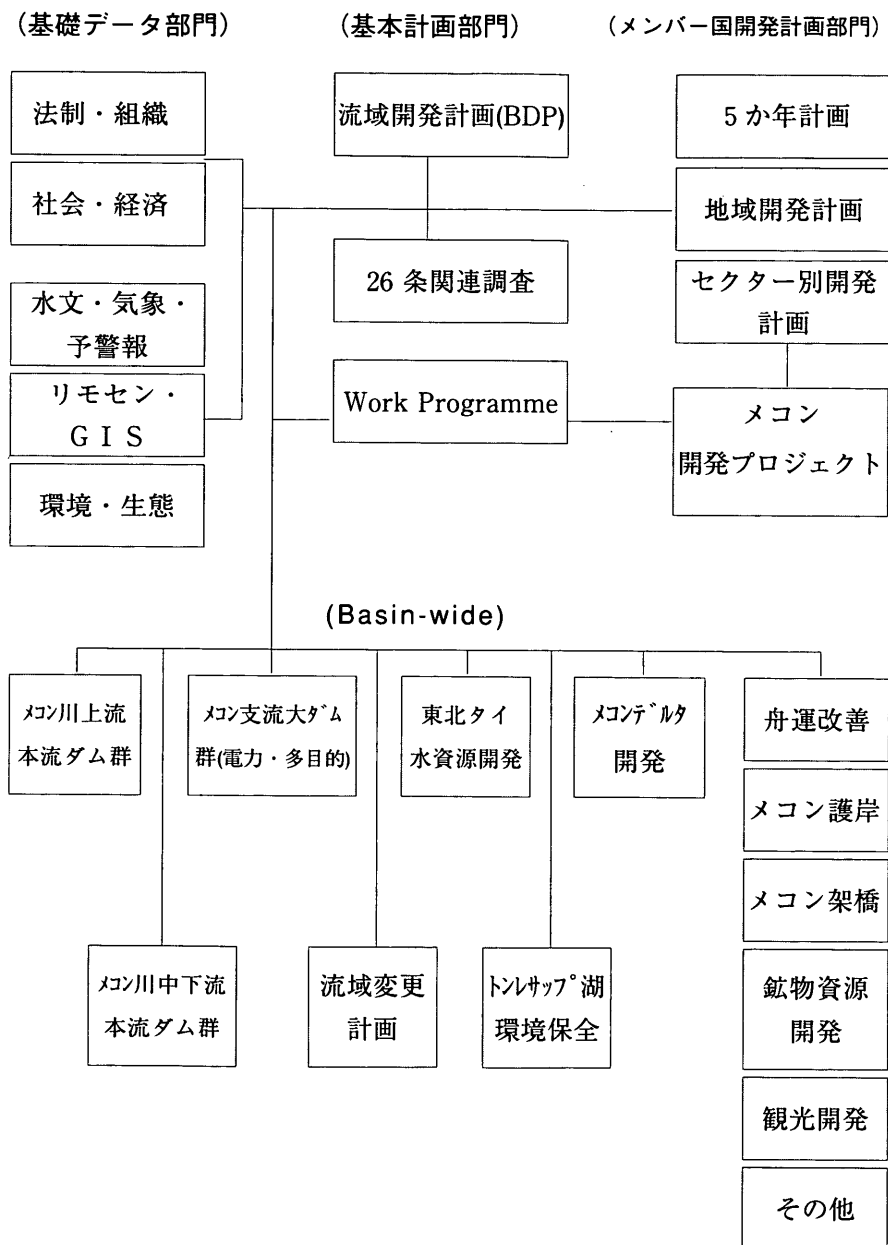 (基礎データ部門)
(基本計画部門)
(メンバー国開発計画部門)
法制・組織
社会・経済
水文・気象・
予警報
リモセン・
GIS
環境・生態
流域開発計画(BDP)
26条関連調査
Work Programme
5か年計画
地域開発計画
セクター別開発
計画
メコン
開発プロジェクト
(Basin-wide)
メコン川上流
本流ダム群
メコン支流大ダム
群(電力・多目的)
東北タイ
水資源開発
メコンデルタ
開発
舟運改善
メコン護岸
メコン架橋
鉱物資源
開発
観光開発
その他
メコン川中下流
本流ダム群
流域変更
計画
トンレサップ湖
環境保全